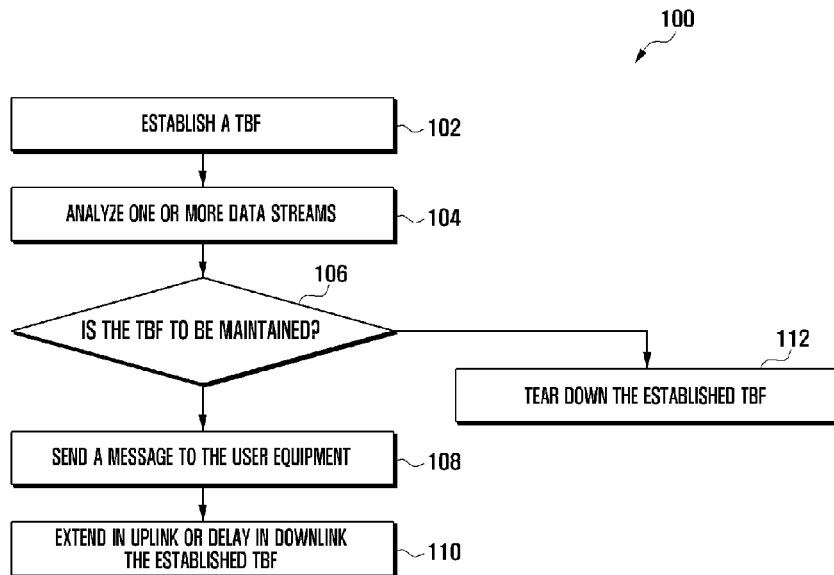 100
ESTABLISH A TBF
102
ANALYZE ONE OR MORE DATA STREAMS
104
106
IS THE TBF TO BE MAINTAINED?
112
TEAR DOWN THE ESTABLISHED TBF
SEND A MESSAGE TO THE USER EQUIPMENT
108
EXTEND IN UPLINK OR DELAY IN DOWNLINK
THE ESTABLISHED TBF
110